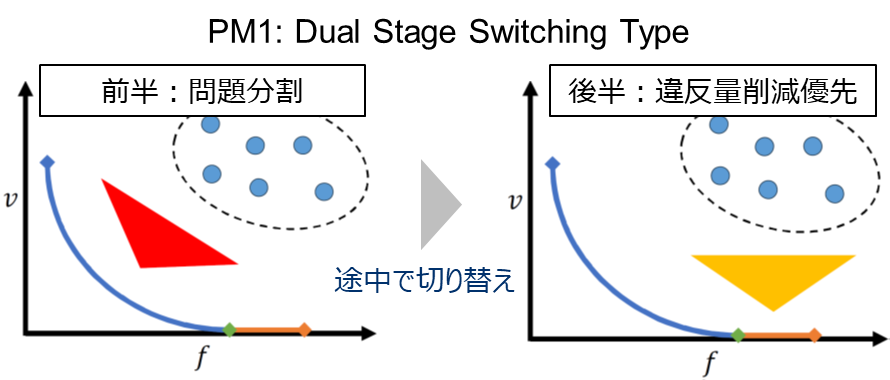 PM1: Dual Stage Switching Type
前半：問題分割
後半：違反量削減優先
v
f
途中で切り替え
v
f